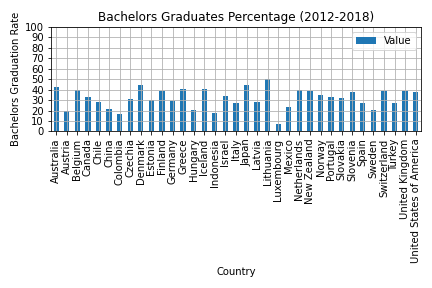 Bachelors Graduates Percentage (2012-2018)
Bachelors Graduation Rate
100
90
80
70
60
50
40
30
20
10
0
Value
Australia
Austria
Belgium
Canada
Chile
China
Colombia
Czechia
Denmark
Estonia
Finland
Germany
Greece
Hungary
Iceland
Indonesia
Israel
Italy
Japan
Latvia
Lithuania
Luxembourg
Mexico
Netherlands
New Zealand
Norway
Portugal
Slovakia
Slovenia
Spain
Sweden
Switzerland
Turkey
United Kingdom
United States of America
Country